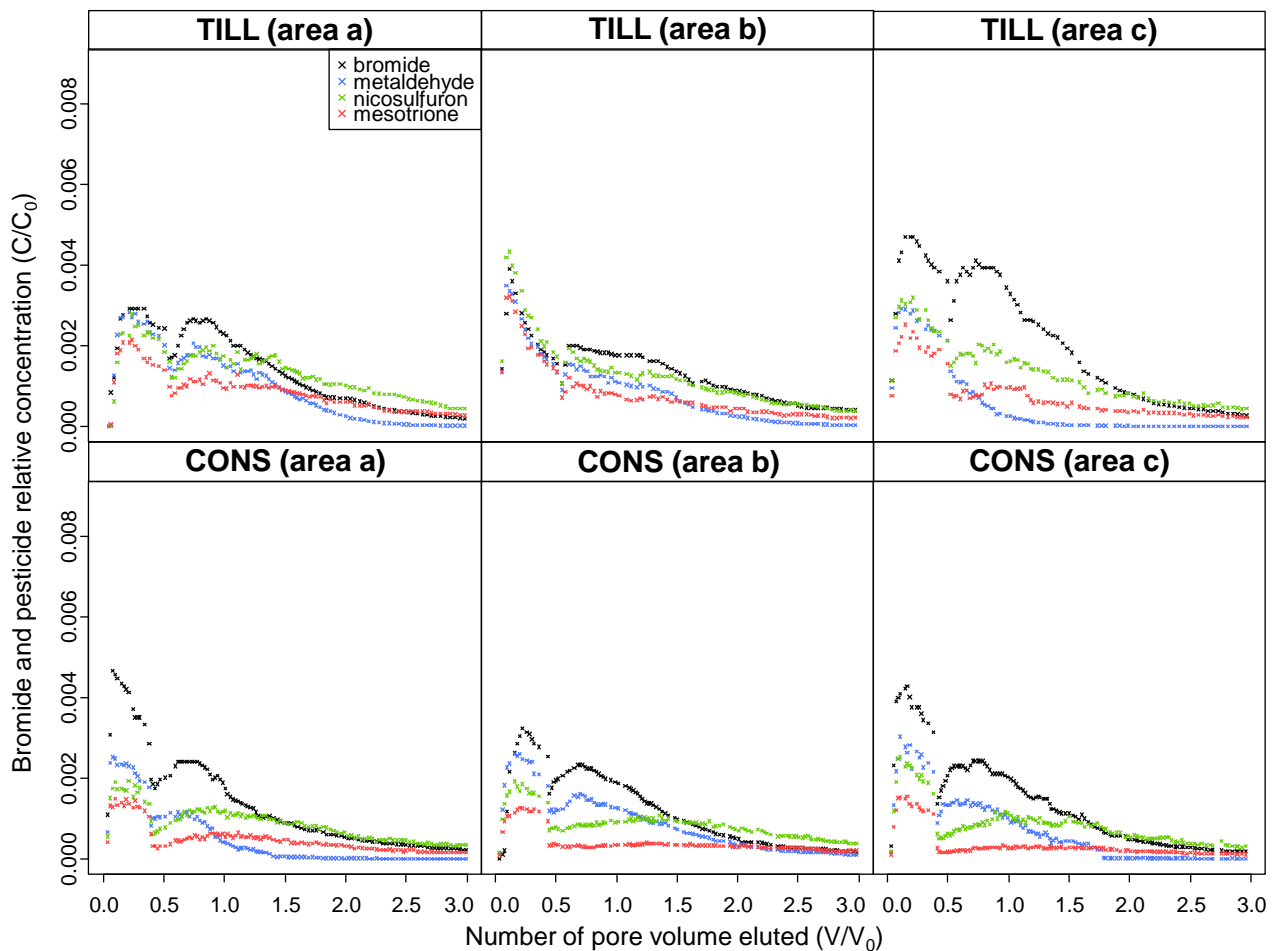 TILL (area a) TILL (area b) TILL (area c)
× bromide
× metaldehyde
× nicosulfuron
× mesotrione
0.008
0.006
0.004
0.002
0.000
CONS (area a) CONS (area b) CONS (area c)
0.008
0.006
0.004
0.002
0.000
Bromide and pesticide relative concentration (C/C₀)
0.0 0.5 1.0 1.5 2.0 2.5 3.0 0.0 0.5 1.0 1.5 2.0 2.5 3.0 0.0 0.5 1.0 1.5 2.0 2.5 3.0
Number of pore volume eluted (V/V₀)